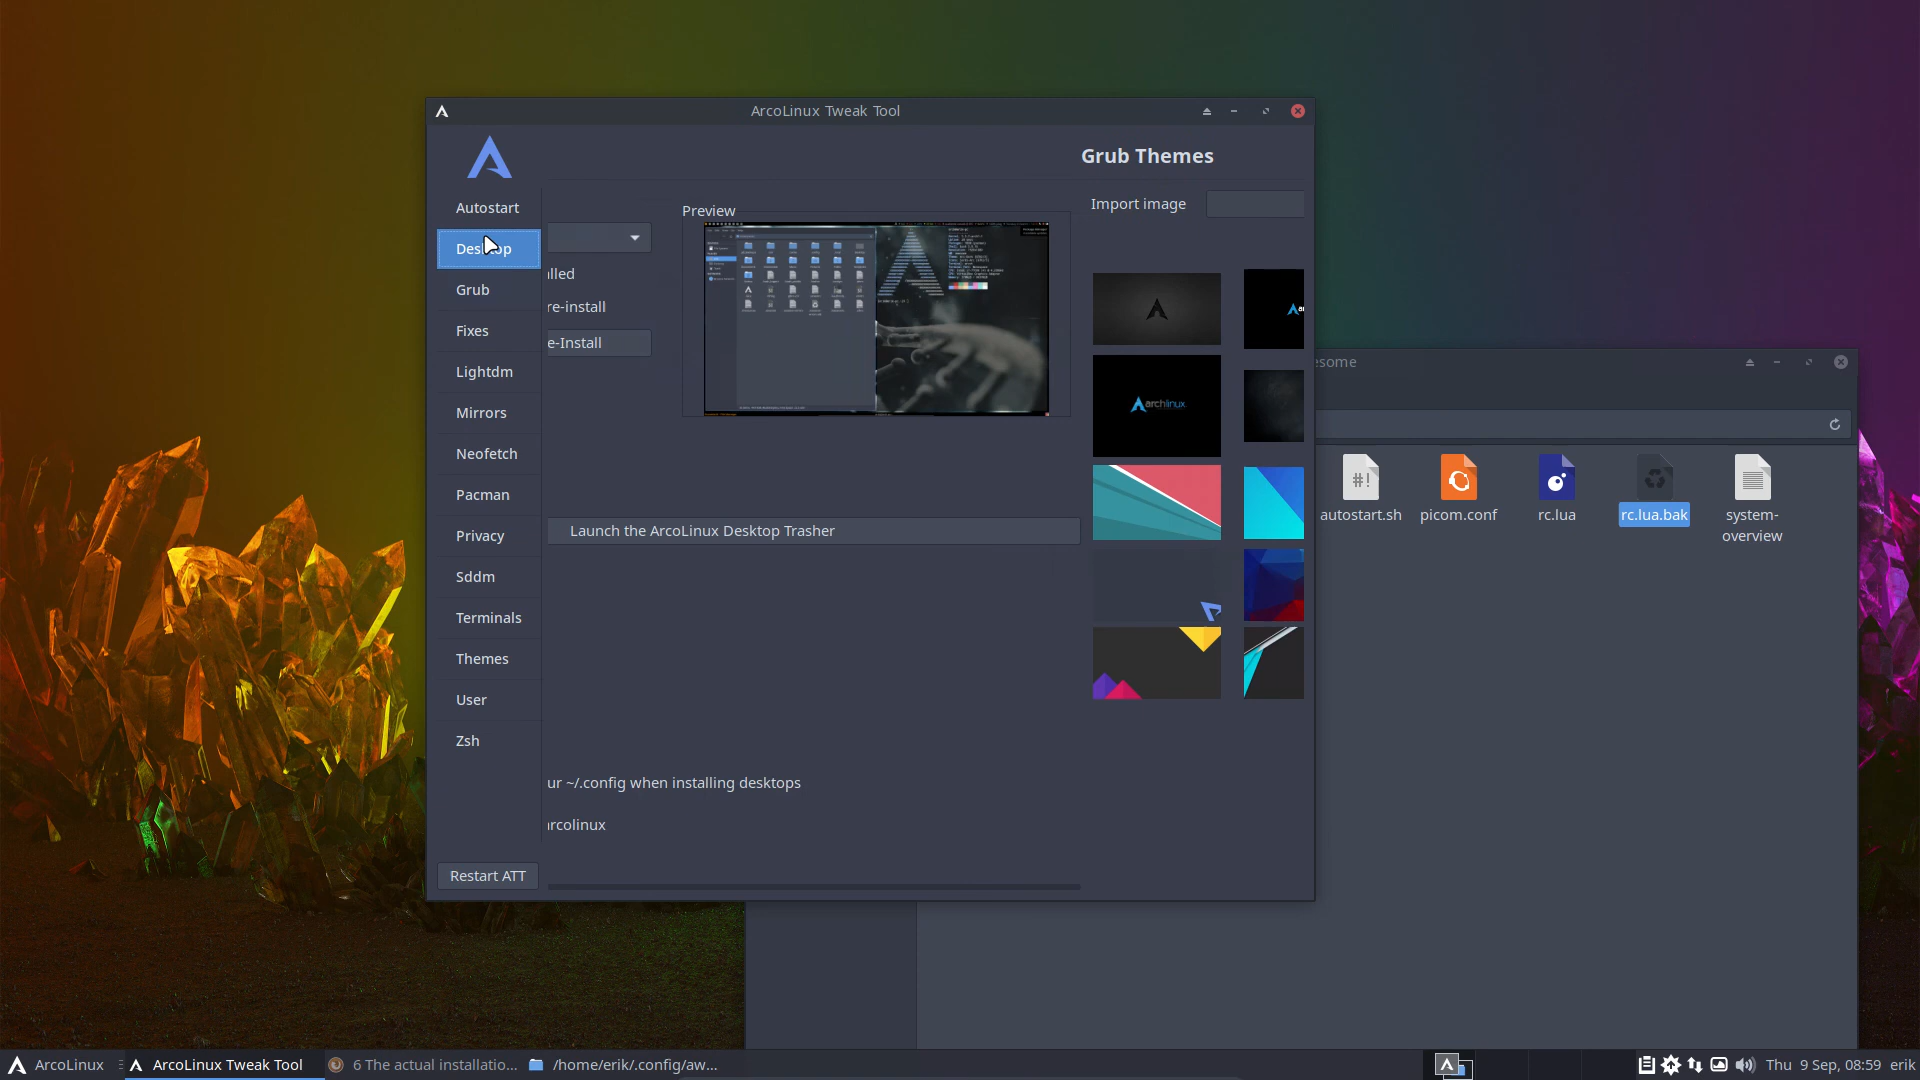 ArcoLinux Tweak Tool
Grub Themes
Autostart
Desktop
Grub
Fixes
Lightdm
Mirrors
Neofetch
Pacman
Privacy
Sddm
Terminals
Themes
User
Zsh
Restart ATT
lled
re-install
e-Install
Preview
Launch the ArcoLinux Desktop Trasher
ur ~/.config when installing desktops
rcolinux
Import image
archlinux
esome
autostart.sh
picom.conf
rc.lua
rc.lua.bak
system-
overview
ArcoLinux
ArcoLinux Tweak Tool
6 The actual installatio...
/home/erik/.config/aw...
Thu 9 Sep, 08:59
erik